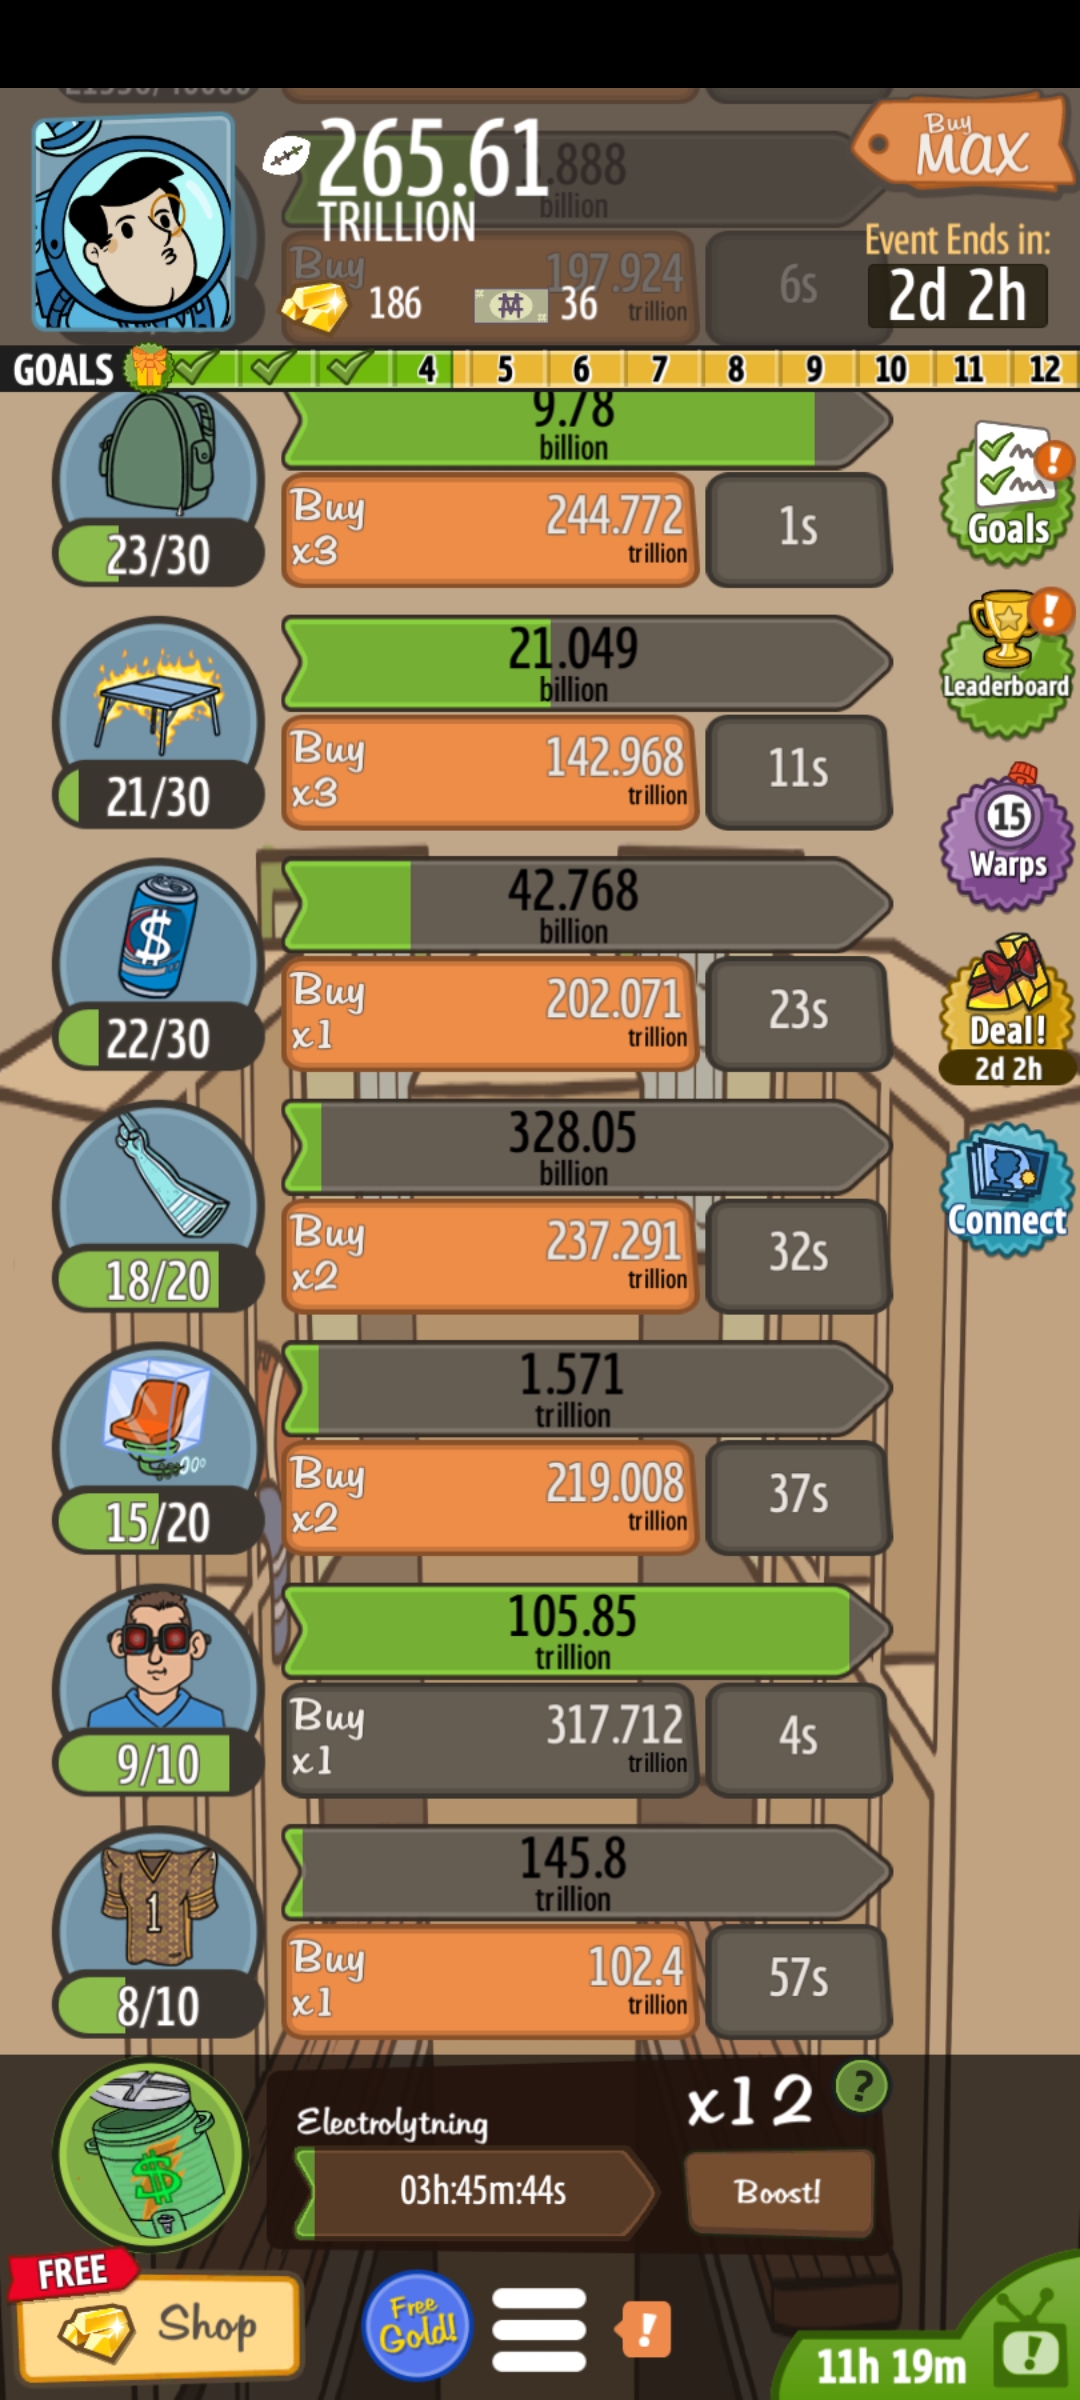 265.61
TRILLION
Buy
MAX
.888
billion
Event Ends in:
2d 2h
Buy
197.924
trillion
6s
186
36
GOALS 4 5 6 7 8 9 10 11 12
9.78
billion
Buy
x3
244.772
trillion
1s
23/30
Goals
21.049
billion
Buy
x3
142.968
trillion
11s
21/30
Leaderboard
15
Warps
42.768
billion
$
Buy
x1
202.071
trillion
23s
22/30
Deal!
2d 2h
328.05
billion
Buy
x2
237.291
trillion
32s
18/20
Connect
1.571
trillion
Buy
x2
219.008
trillion
37s
15/20
105.85
trillion
Buy
x1
317.712
trillion
4s
9/10
145.8
trillion
1
Buy
x1
102.4
trillion
57s
8/10
x12
?
Electrolytning
$
03h:45m:44s
Boost!
FREE
Shop
Free
Gold!
!
11h 19m
!